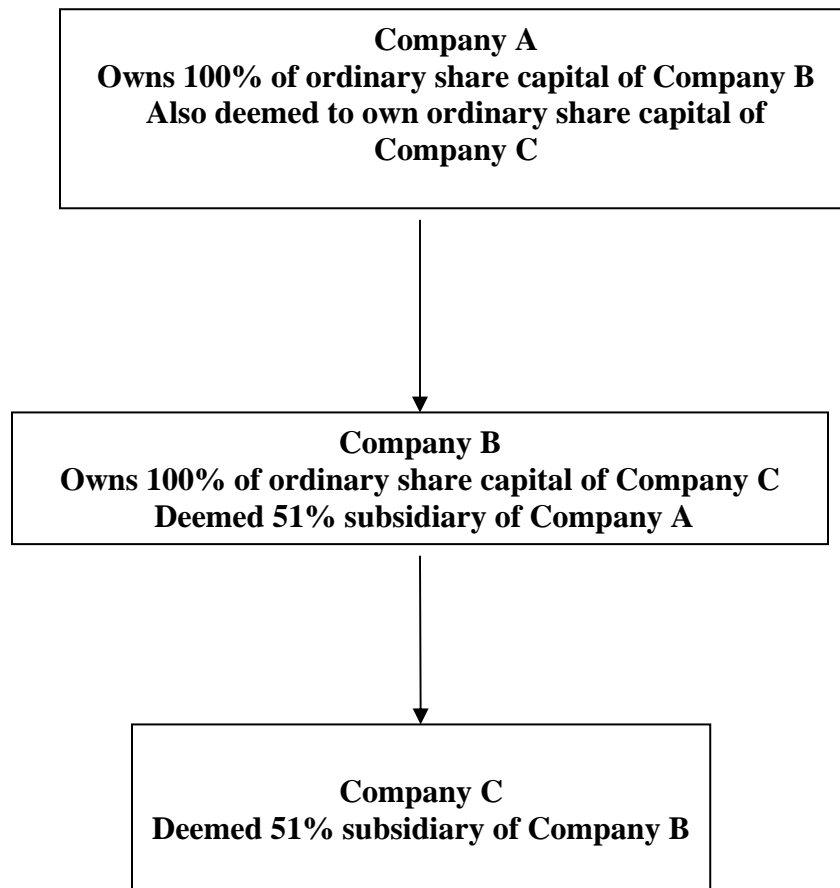 Company A
Owns 100% of ordinary share capital of Company B
Also deemed to own ordinary share capital of
Company C
Company B
Owns 100% of ordinary share capital of Company C
Deemed 51% subsidiary of Company A
Company C
Deemed 51% subsidiary of Company B